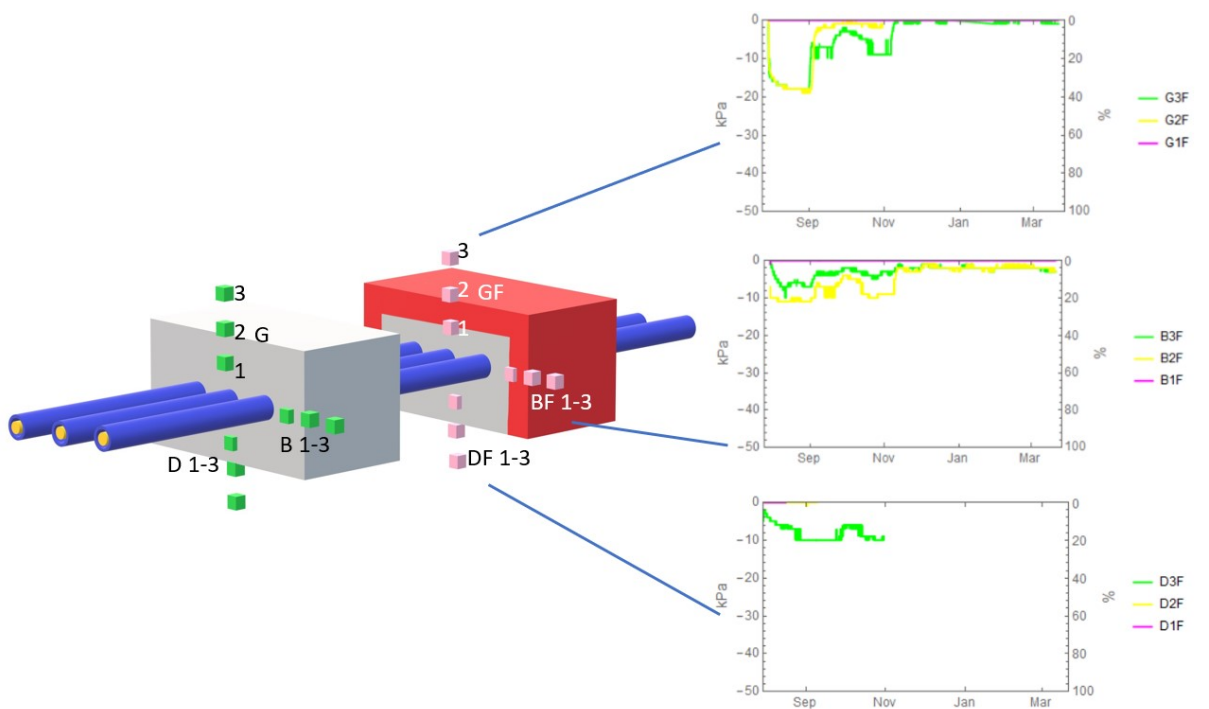 3
2 GF
1
BF 1-3
DF 1-3
3
2 G
1
B 1-3
D 1-3
0
−10
−20
−30
−40
−50
kPa
0
20
40
60
80
100
%
Sep Nov Jan Mar
G3F
G2F
G1F
0
−10
−20
−30
−40
−50
kPa
0
20
40
60
80
100
%
Sep Nov Jan Mar
B3F
B2F
B1F
0
−10
−20
−30
−40
−50
kPa
0
20
40
60
80
100
%
Sep Nov Jan Mar
D3F
D2F
D1F